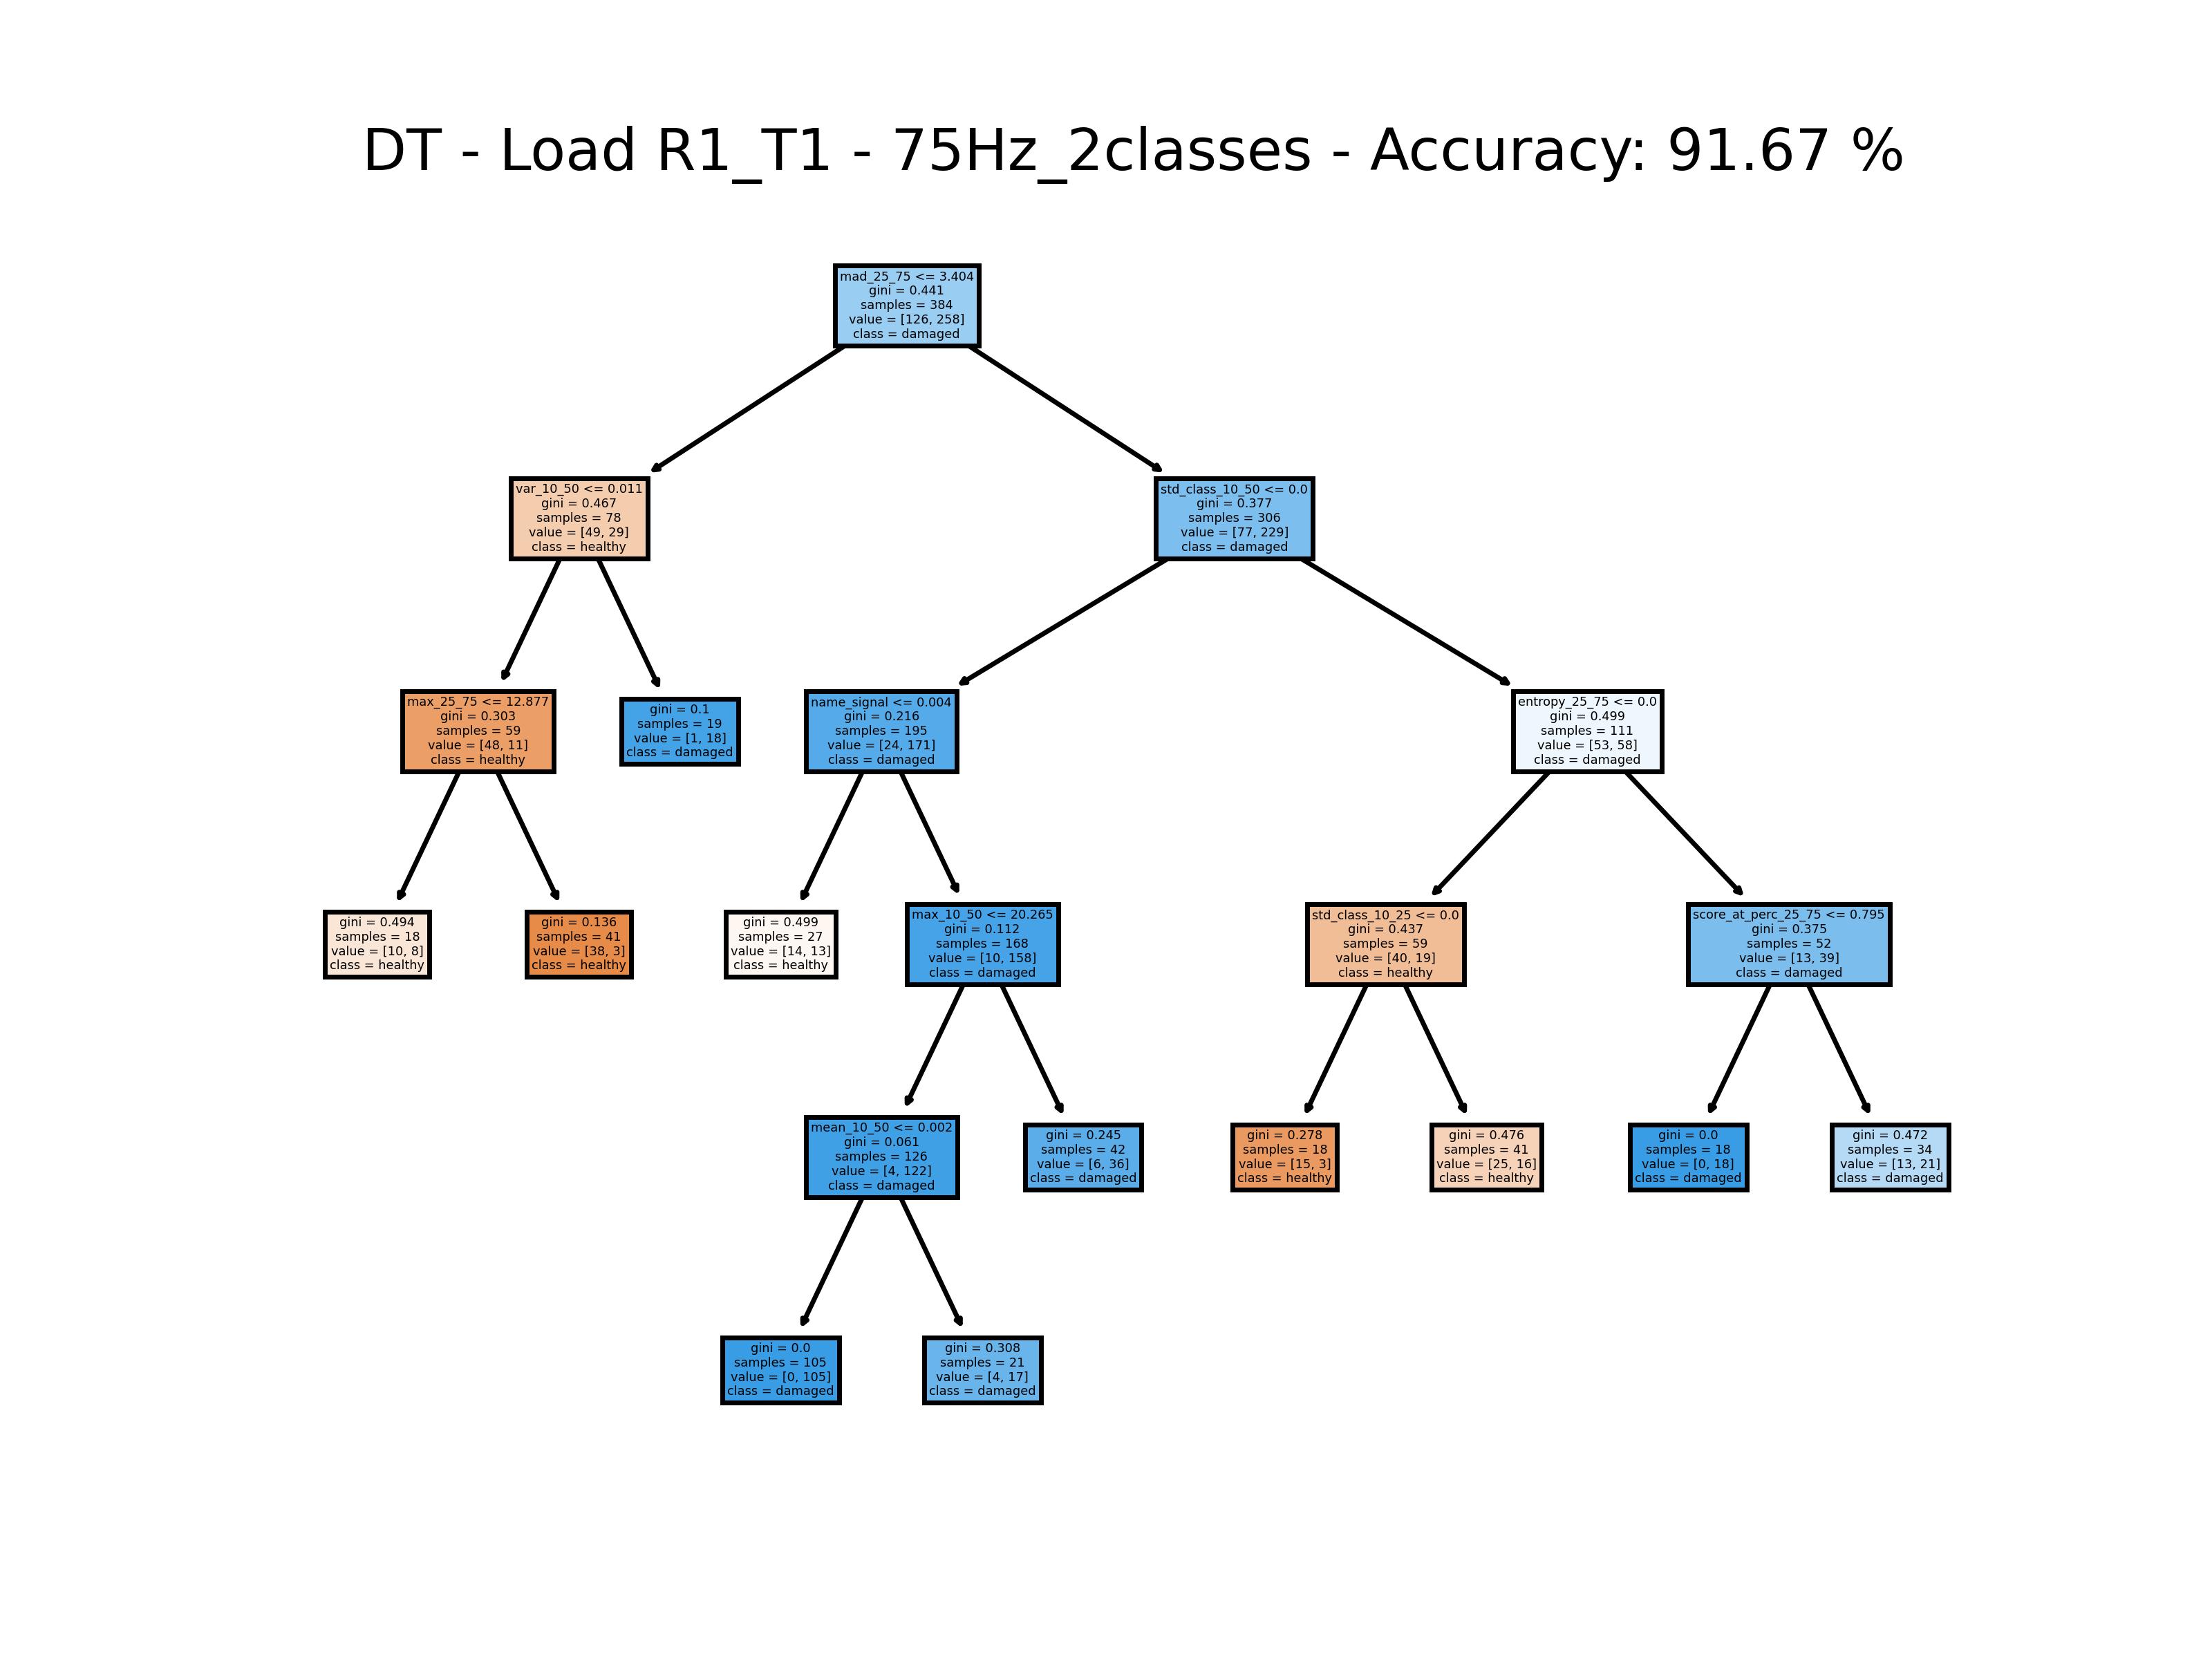 DT - Load R1_T1 - 75Hz_2classes - Accuracy: 91.67 %
mad_25_75 <= 3.404
gini = 0.441
samples = 384
value = [126, 258]
class = damaged
var_10_50 <= 0.011
gini = 0.467
samples = 78
value = [49, 29]
class = healthy
std_class_10_50 <= 0.0
gini = 0.377
samples = 306
value = [77, 229]
class = damaged
max_25_75 <= 12.877
gini = 0.303
samples = 59
value = [48, 11]
class = healthy
gini = 0.1
samples = 19
value = [1, 18]
class = damaged
name_signal <= 0.004
gini = 0.216
samples = 195
value = [24, 171]
class = damaged
entropy_25_75 <= 0.0
gini = 0.499
samples = 111
value = [53, 58]
class = damaged
gini = 0.494
samples = 18
value = [10, 8]
class = healthy
gini = 0.136
samples = 41
value = [38, 3]
class = healthy
gini = 0.499
samples = 27
value = [14, 13]
class = healthy
max_10_50 <= 20.265
gini = 0.112
samples = 168
value = [10, 158]
class = damaged
std_class_10_25 <= 0.0
gini = 0.437
samples = 59
value = [40, 19]
class = healthy
score_at_perc_25_75 <= 0.795
gini = 0.375
samples = 52
value = [13, 39]
class = damaged
mean_10_50 <= 0.002
gini = 0.061
samples = 126
value = [4, 122]
class = damaged
gini = 0.245
samples = 42
value = [6, 36]
class = damaged
gini = 0.278
samples = 18
value = [15, 3]
class = healthy
gini = 0.476
samples = 41
value = [25, 16]
class = healthy
gini = 0.0
samples = 18
value = [0, 18]
class = damaged
gini = 0.472
samples = 34
value = [13, 21]
class = damaged
gini = 0.0
samples = 105
value = [0, 105]
class = damaged
gini = 0.308
samples = 21
value = [4, 17]
class = damaged